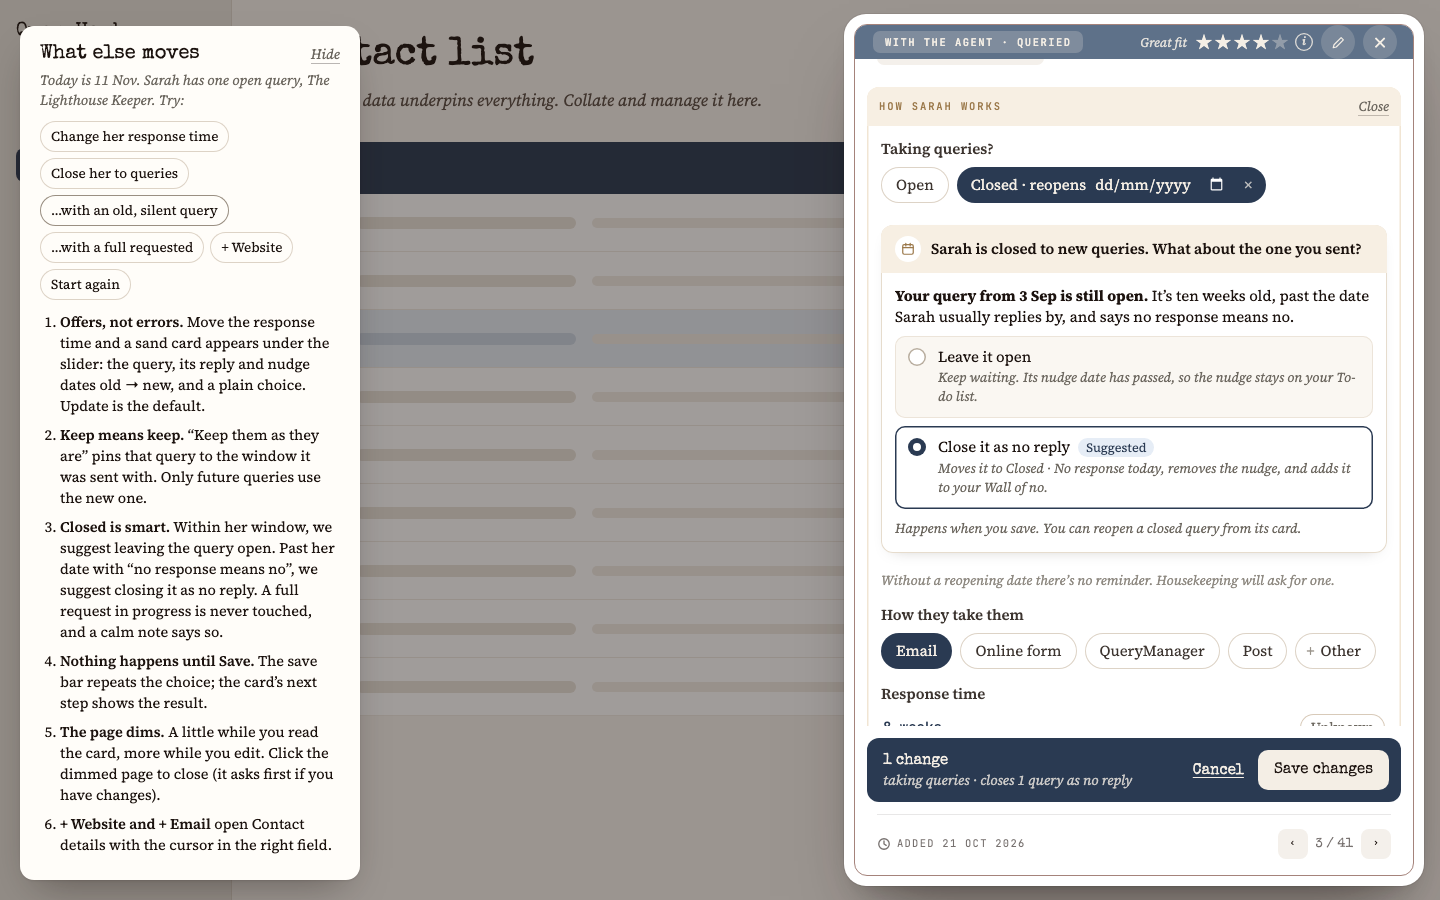 What else moves
Hide
Today is 11 Nov. Sarah has one open query, The
Lighthouse Keeper. Try:
Change her response time
Close her to queries
…with an old, silent query
…with a full requested
+ Website
Start again
1. Offers, not errors. Move the response
time and a sand card appears under the
slider: the query, its reply and nudge
dates old → new, and a plain choice.
Update is the default.
2. Keep means keep. “Keep them as they
are” pins that query to the window it
was sent with. Only future queries use
the new one.
3. Closed is smart. Within her window, we
suggest leaving the query open. Past her
date with “no response means no”, we
suggest closing it as no reply. A full
request in progress is never touched,
and a calm note says so.
4. Nothing happens until Save. The save
bar repeats the choice; the card’s next
step shows the result.
5. The page dims. A little while you read
the card, more while you edit. Click the
dimmed page to close (it asks first if you
have changes).
6. + Website and + Email open Contact
details with the cursor in the right field.
tact list
data underpins everything. Collate and manage it here.
WITH THE AGENT · QUERIED
Great fit
HOW SARAH WORKS
Close
Taking queries?
Open
Closed · reopens dd/mm/yyyy ×
Sarah is closed to new queries. What about the one you sent?
Your query from 3 Sep is still open. It’s ten weeks old, past the date
Sarah usually replies by, and says no response means no.
Leave it open
Keep waiting. Its nudge date has passed, so the nudge stays on your To-
do list.
Close it as no reply Suggested
Moves it to Closed · No response today, removes the nudge, and adds it
to your Wall of no.
Happens when you save. You can reopen a closed query from its card.
Without a reopening date there’s no reminder. Housekeeping will ask for one.
How they take them
Email
Online form
QueryManager
Post
+ Other
Response time
8 weeks
Unknown
1 change
taking queries · closes 1 query as no reply
Cancel
Save changes
ADDED 21 OCT 2026
‹ 3 / 41 ›